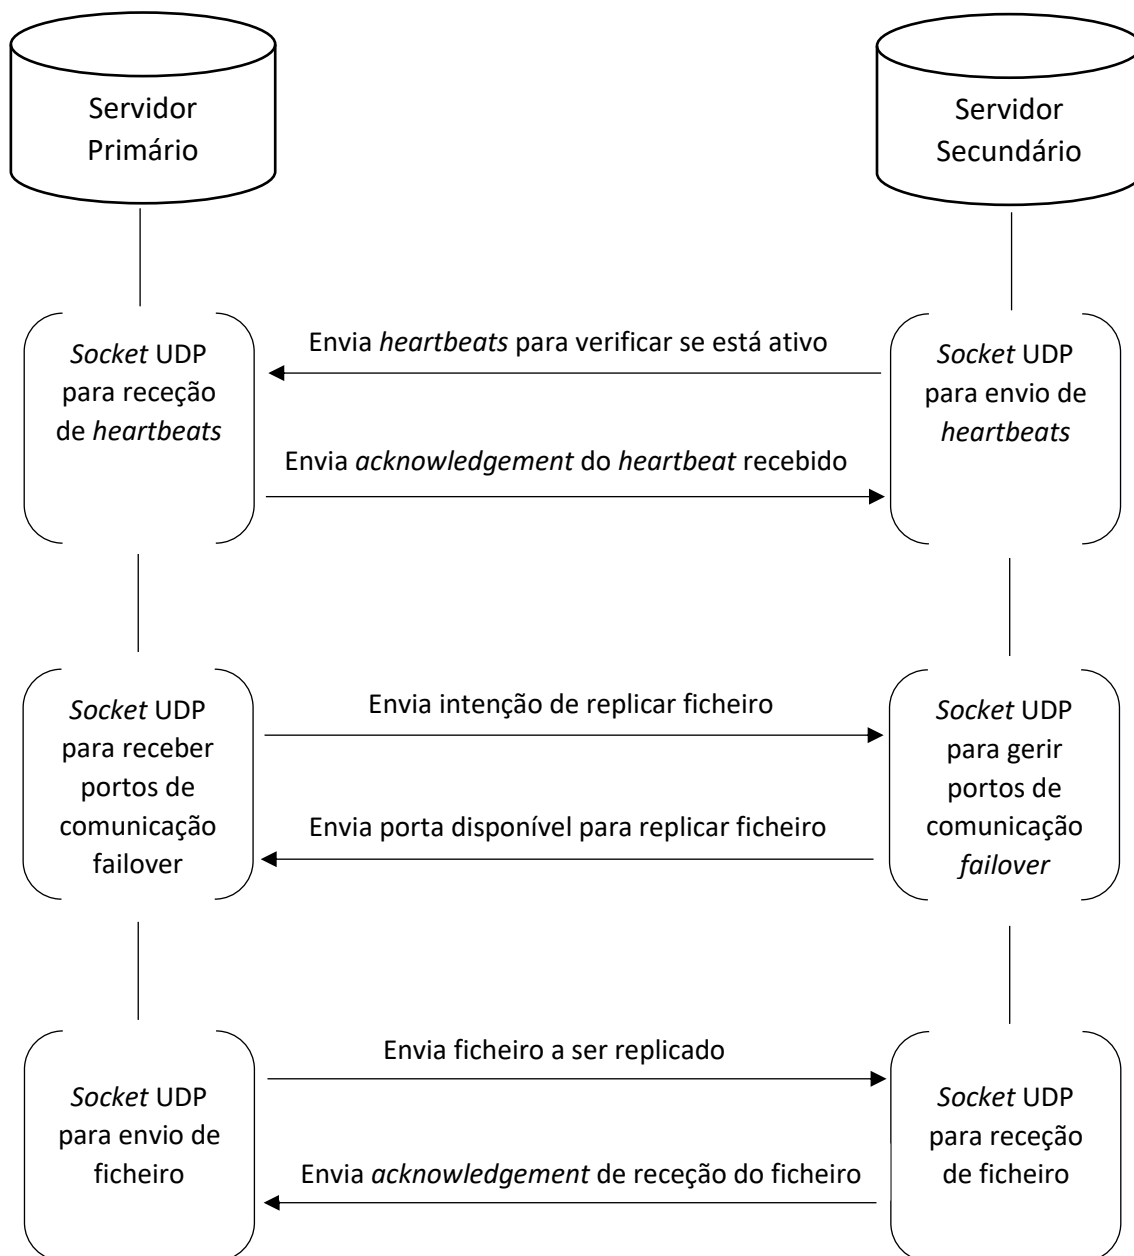 Servidor
Primário
Servidor
Secundário
Socket UDP
para receção
de heartbeats
Envia heartbeats para verificar se está ativo
Envia acknowledgement do heartbeat recebido
Socket UDP
para envio de
heartbeats
Socket UDP
para receber
portos de
comunicação
failover
Envia intenção de replicar ficheiro
Envia porta disponível para replicar ficheiro
Socket UDP
para gerir
portos de
comunicação
failover
Socket UDP
para envio de
ficheiro
Envia ficheiro a ser replicado
Envia acknowledgement de receção do ficheiro
Socket UDP
para receção
de ficheiro